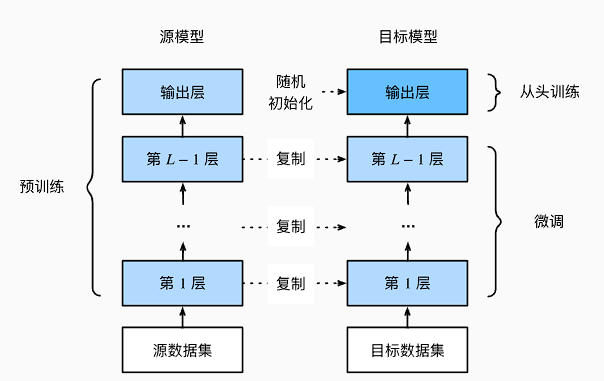 源模型
目标模型
输出层
随机
初始化
输出层
从头训练
第 L − 1 层
复制
第 L − 1 层
预训练
...
复制
...
微调
第 1 层
复制
第 1 层
源数据集
目标数据集